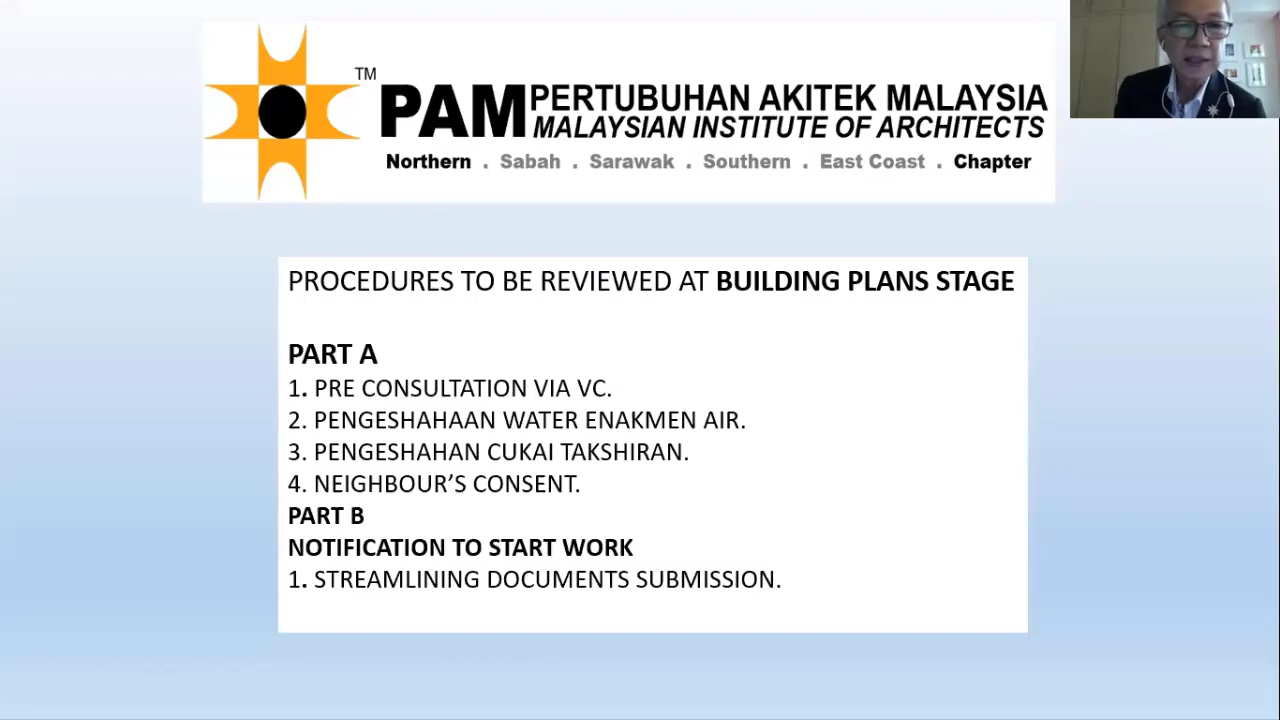 TM
PAM PERTUBUHAN AKITEK MALAYSIA
MALAYSIAN INSTITUTE OF ARCHITECTS
Northern . Sabah . Sarawak . Southern . East Coast . Chapter
PROCEDURES TO BE REVIEWED AT BUILDING PLANS STAGE
PART A
1. PRE CONSULTATION VIA VC.
2. PENGESHAHAAN WATER ENAKMEN AIR.
3. PENGESHAHAN CUKAI TAKSHIRAN.
4. NEIGHBOUR’S CONSENT.
PART B
NOTIFICATION TO START WORK
1. STREAMLINING DOCUMENTS SUBMISSION.